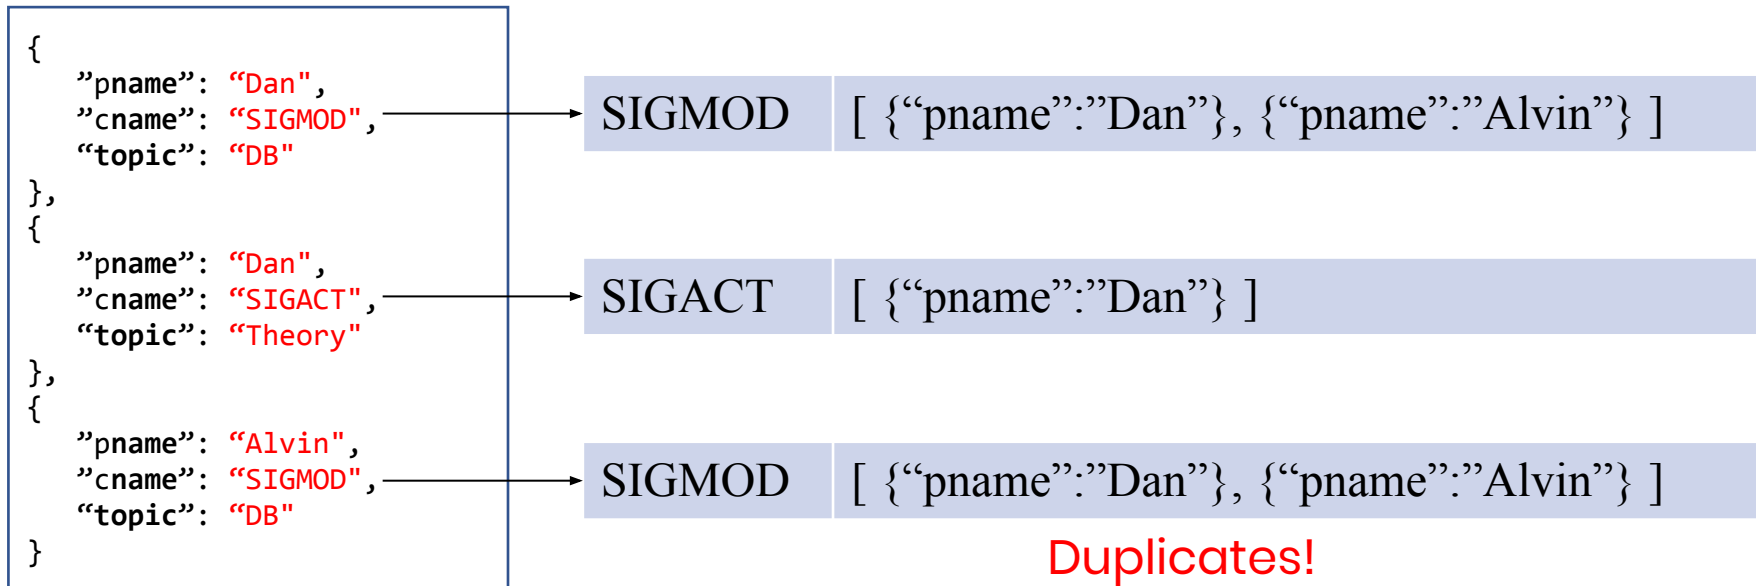 {
”pname”: “Dan",
”cname”: “SIGMOD",
“topic”: “DB"
},
{
”pname”: “Dan",
”cname”: “SIGACT",
“topic”: “Theory"
},
{
”pname”: “Alvin",
”cname”: “SIGMOD",
“topic”: “DB"
}
SIGMOD [ {“pname”:”Dan”}, {“pname”:”Alvin”} ]
SIGACT [ {“pname”:”Dan”} ]
SIGMOD [ {“pname”:”Dan”}, {“pname”:”Alvin”} ]
Duplicates!